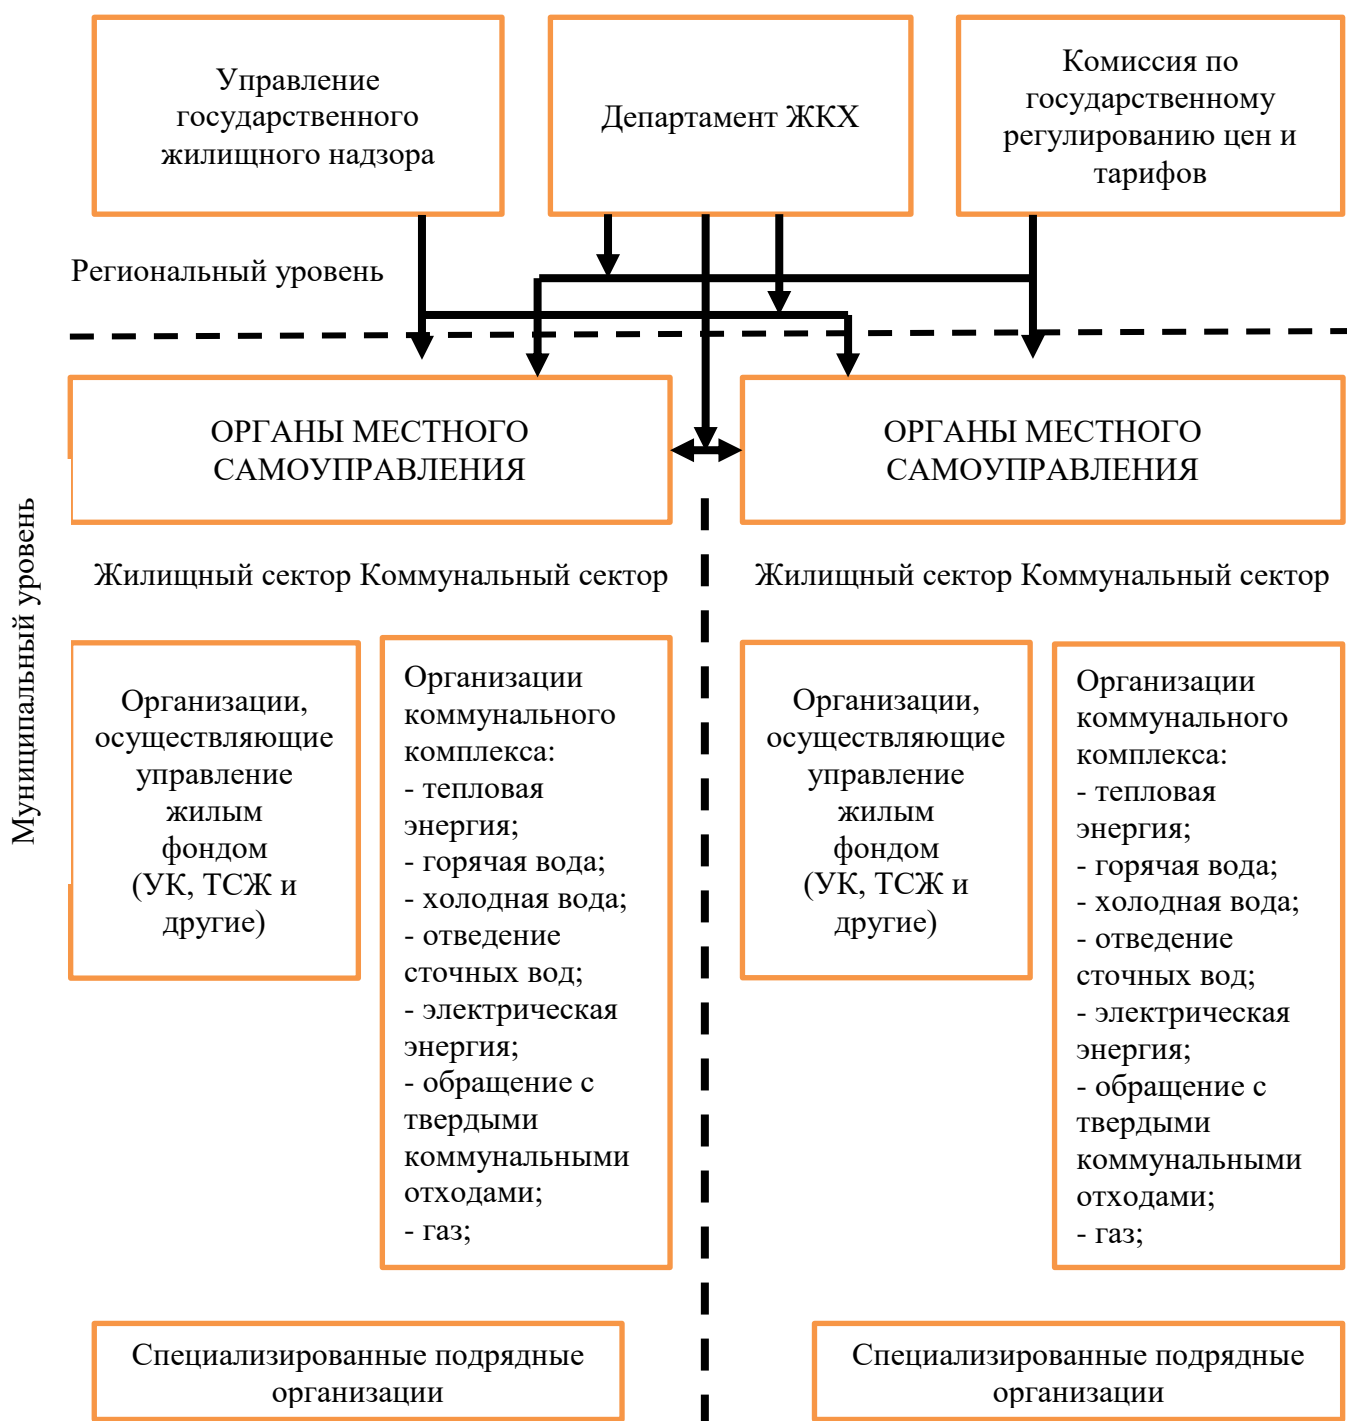 Управление
государственного
жилищного надзора
Департамент ЖКХ
Комиссия по
государственному
регулированию цен и
тарифов
Региональный уровень
Муниципальный уровень
ОРГАНЫ МЕСТНОГО
САМОУПРАВЛЕНИЯ
ОРГАНЫ МЕСТНОГО
САМОУПРАВЛЕНИЯ
Жилищный сектор Коммунальный сектор
Жилищный сектор Коммунальный сектор
Организации,
осуществляющие
управление
жилым
фондом
(УК, ТСЖ и
другие)
Организации
коммунального
комплекса:
- тепловая
энергия;
- горячая вода;
- холодная вода;
- отведение
сточных вод;
- электрическая
энергия;
- обращение с
твердыми
коммунальными
отходами;
- газ;
Организации,
осуществляющие
управление
жилым
фондом
(УК, ТСЖ и
другие)
Организации
коммунального
комплекса:
- тепловая
энергия;
- горячая вода;
- холодная вода;
- отведение
сточных вод;
- электрическая
энергия;
- обращение с
твердыми
коммунальными
отходами;
- газ;
Специализированные подрядные
организации
Специализированные подрядные
организации